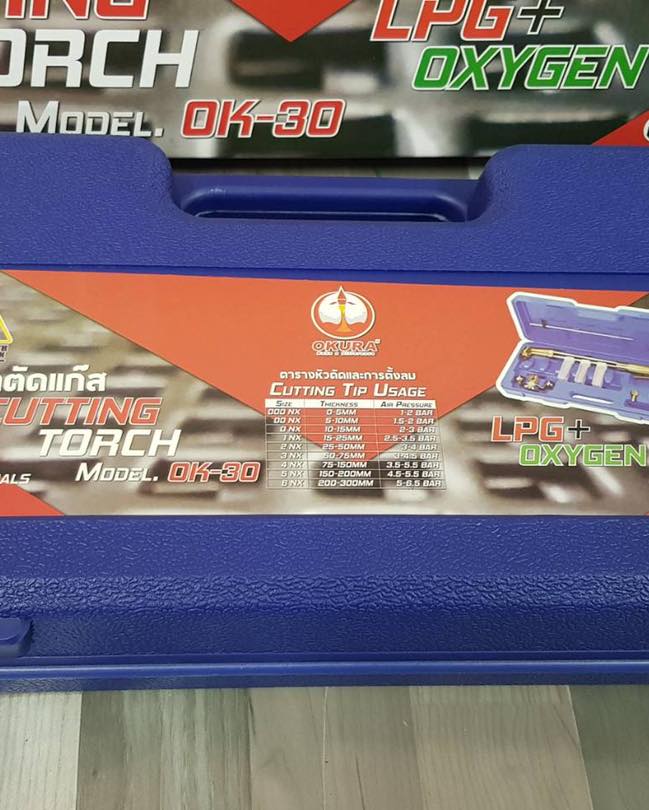 LPG+
OXYGEN
TORCH
MODEL. OK-30
OKURA
ตารางหัวตัดและการตั้งลม
CUTTING TIP USAGE
SIZE THICKNESS AIR PRESSURE
000 NX 0-5MM 1-2 BAR
00 NX 5-10MM 1.5-2 BAR
0 NX 10-15MM 2-3 BAR
1 NX 15-25MM 2.5-3.5 BAR
2 NX 25-50MM 3-4 BAR
3 NX 50-75MM 3-4.5 BAR
4 NX 75-150MM 3.5-5.5 BAR
5 NX 150-200MM 4.5-5.5 BAR
6 NX 200-300MM 5-6.5 BAR
ตัดแก๊ส
CUTTING
TORCH
MODEL. OK-30
LPG+
OXYGEN